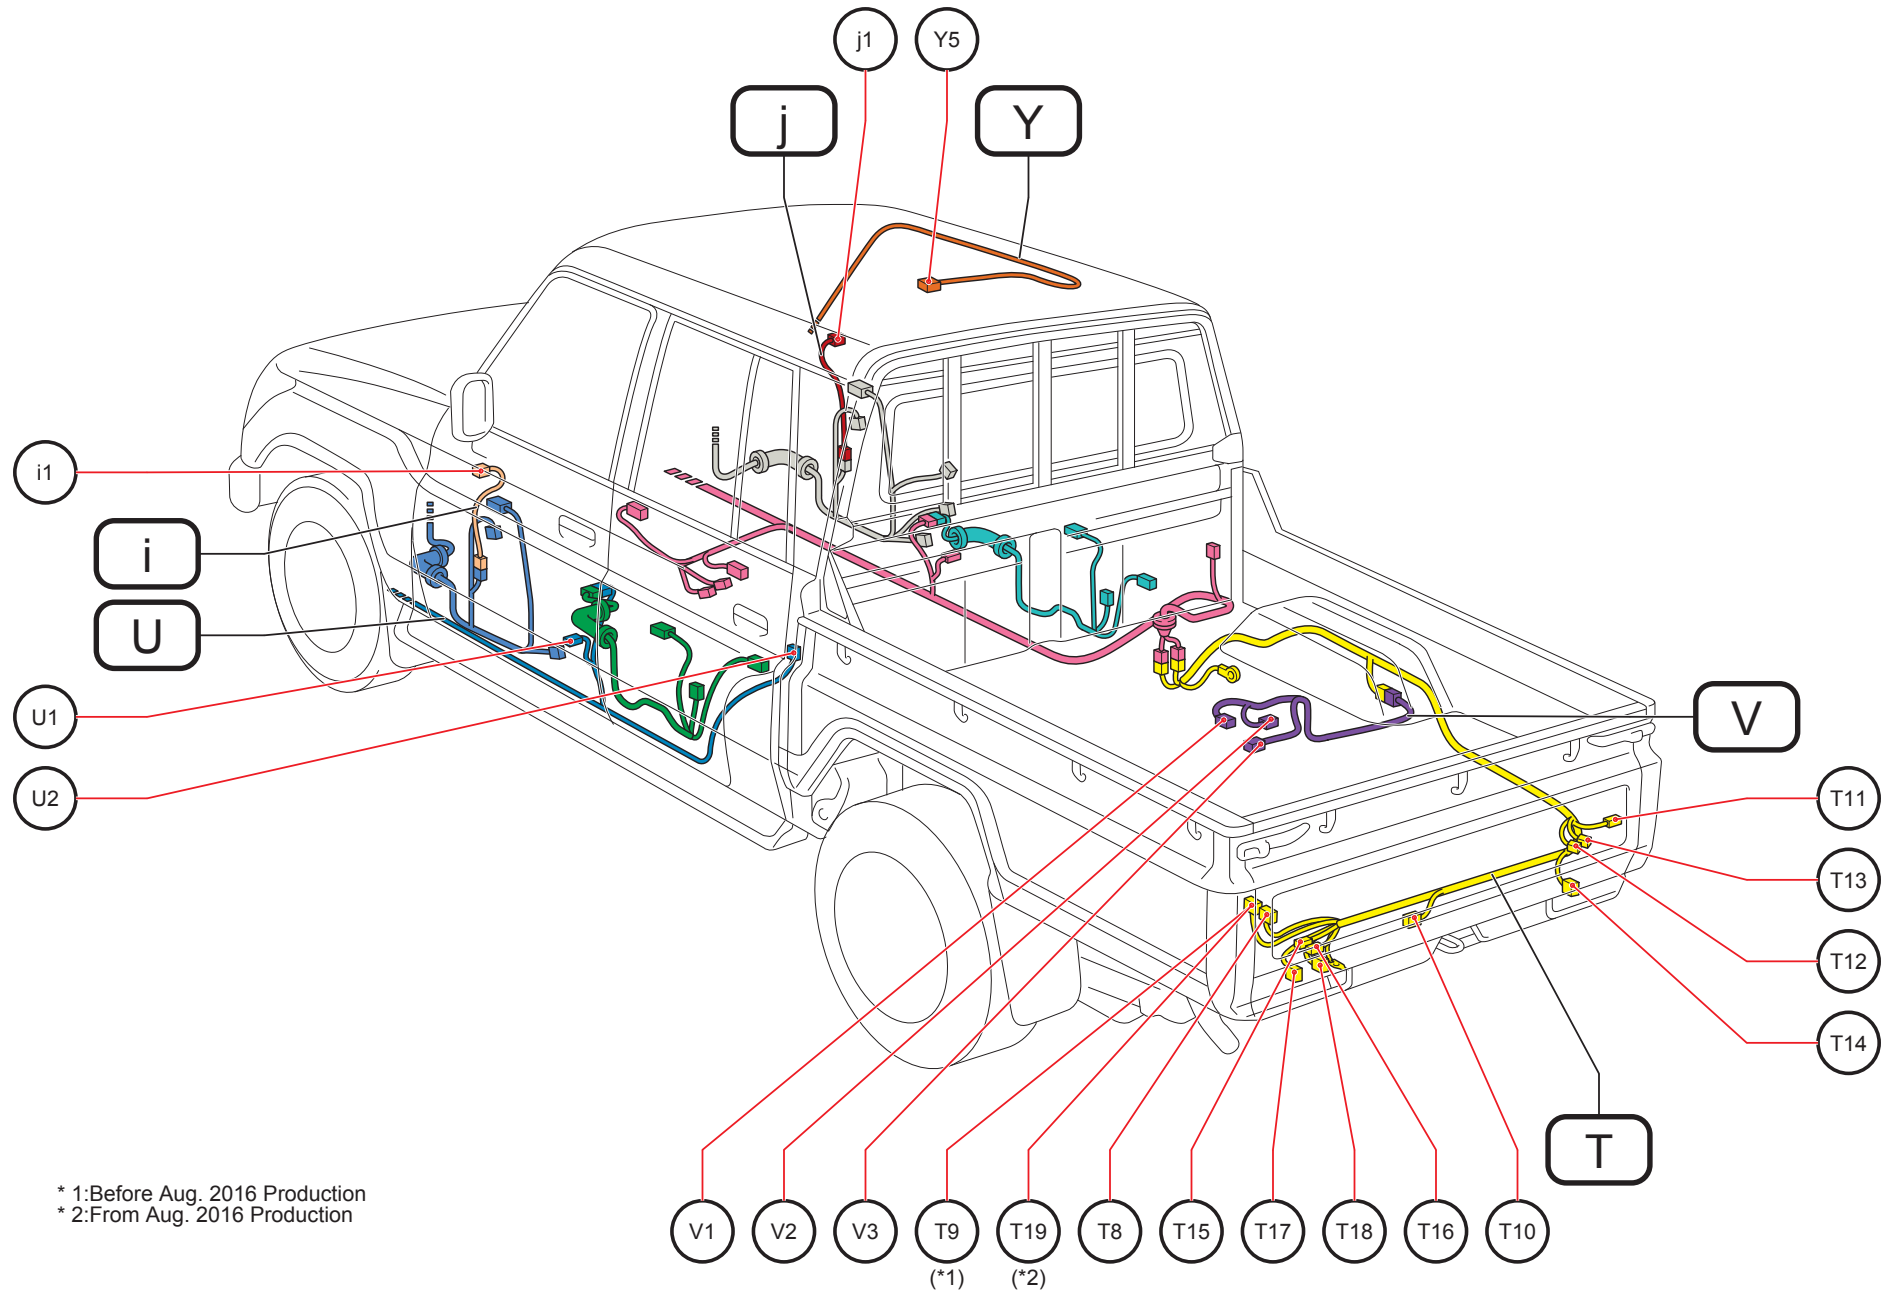 j1
Y5
j
Y
i1
i
U
U1
V
U2
T11
T13
T12
T14
T
* 1:Before Aug. 2016 Production
* 2:From Aug. 2016 Production
V1
V2
V3
T9
T19
T8
T15
T17
T18
T16
T10
(*1)
(*2)